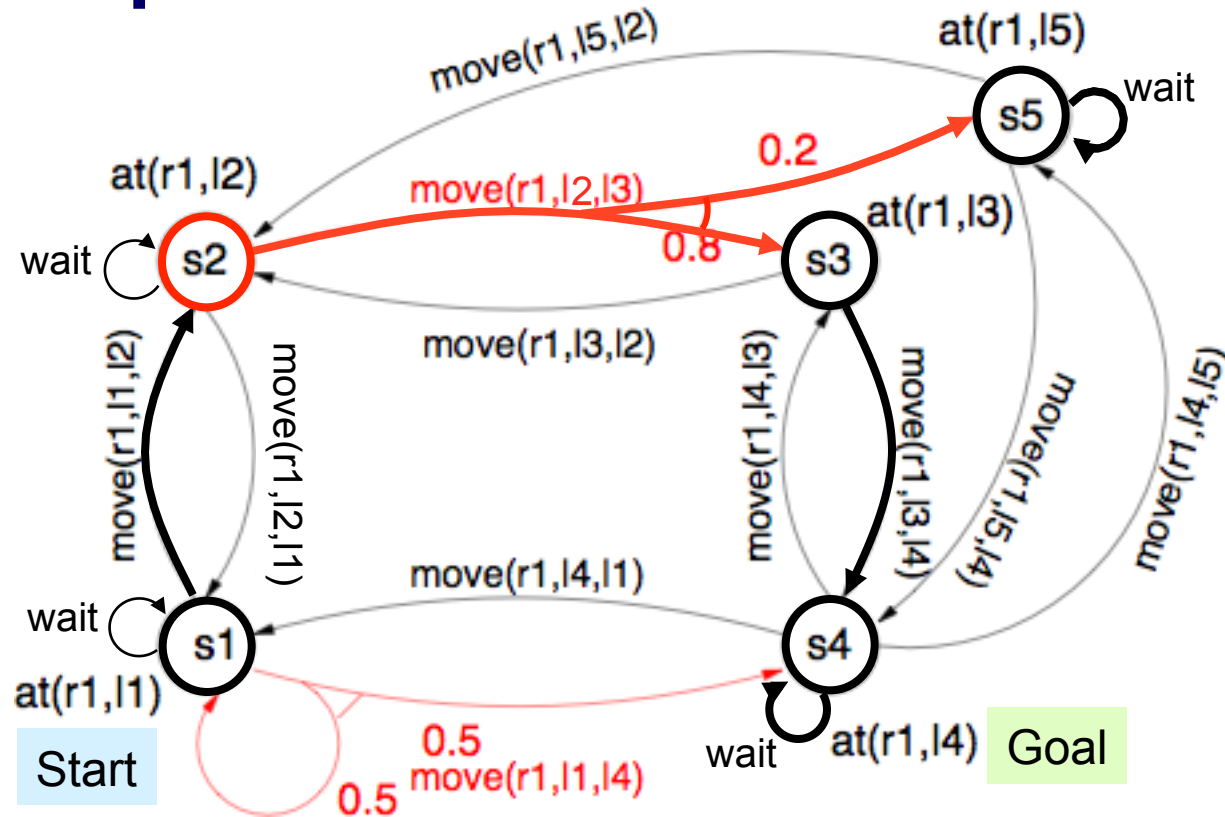 move(r1,l5,l2)
at(r1,l5)
wait
s5
0.2
at(r1,l2)
move(r1,l2,l3)
at(r1,l3)
0.8
wait
s2
s3
move(r1,l3,l2)
move(r1,l1,l2)
move(r1,l2,l1)
move(r1,l4,l3)
move(r1,l3,l4)
move(r1,l5,l4)
move(r1,l4,l5)
move(r1,l4,l1)
wait
s1
s4
at(r1,l1)
0.5
wait
at(r1,l4)
Goal
Start
move(r1,l1,l4)
0.5